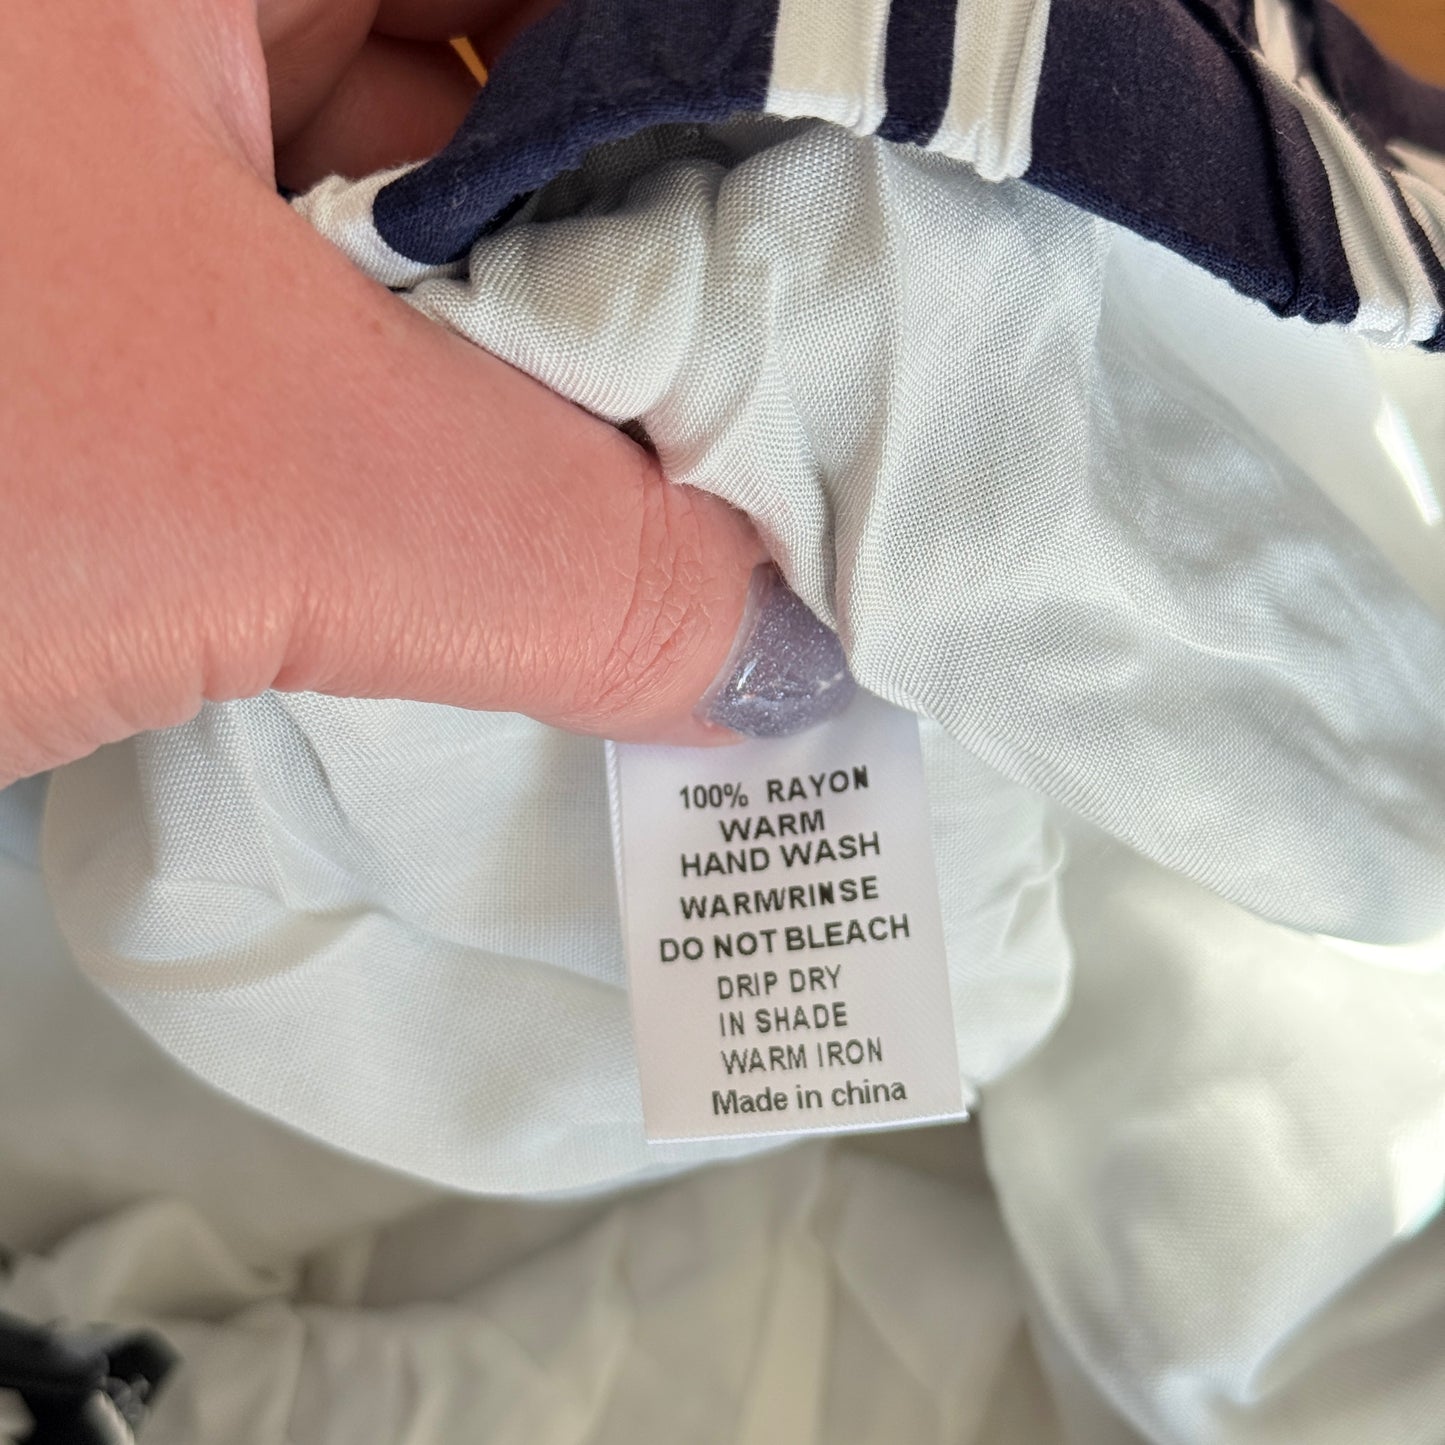 100% RAYON
WARM
HAND WASH
WARM/RINSE
DO NOT BLEACH
DRIP DRY
IN SHADE
WARM IRON
Made in china